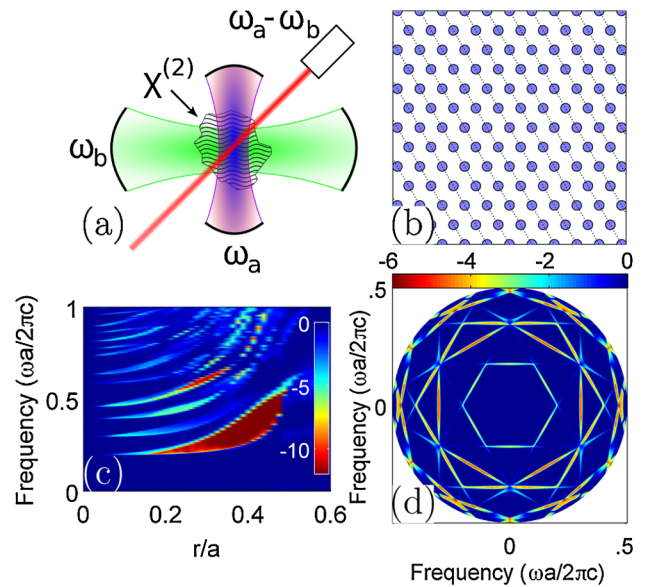 ωa-ωb
X(2)
ωb
ωa
(a)
(b)
-6 -4 -2 0
1
0.5
0
Frequency (ωa/2πc)
0
-5
-10
(c)
0 0.2 0.4 0.6
r/a
.5
0
Frequency (ωa/2πc)
(d)
0 .5
Frequency (ωa/2πc)